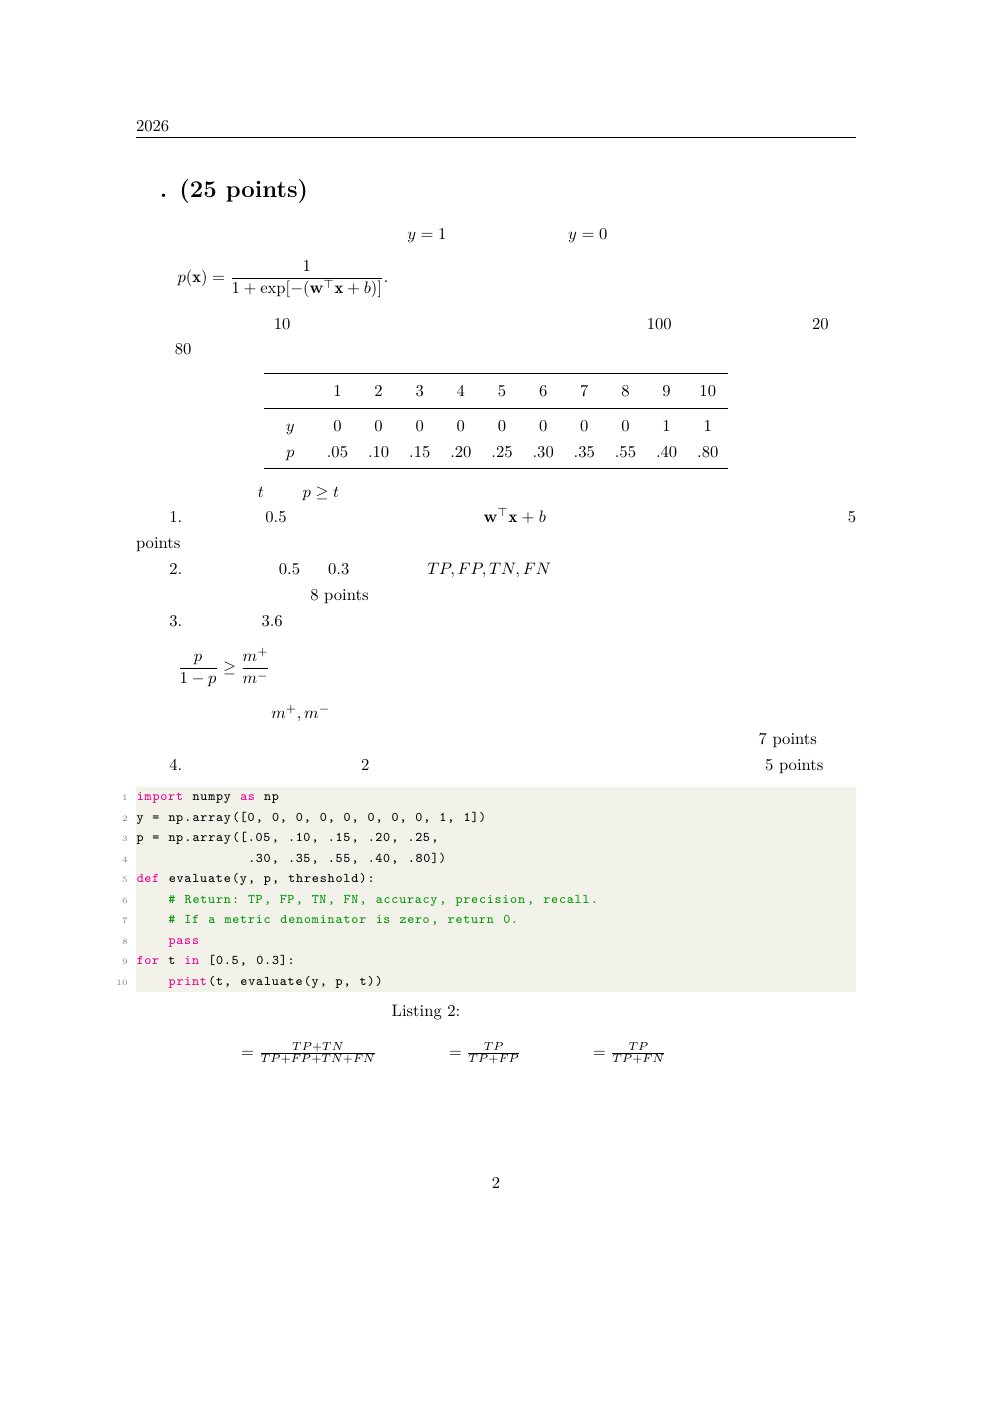 2026
. (25 points)
y = 1 y = 0
p(x) = 1 / (1 + exp[−(w⊤x + b)]).
10 100 20
80
1 2 3 4 5 6 7 8 9 10
y 0 0 0 0 0 0 0 0 1 1
p .05 .10 .15 .20 .25 .30 .35 .55 .40 .80
t p ≥ t
1. 0.5 w⊤x + b 5
points
2. 0.5 0.3 TP, FP, TN, FN
8 points
3. 3.6
p / (1 − p) ≥ m⁺ / m⁻
m⁺, m⁻
7 points
4. 2 5 points
1 import numpy as np
2 y = np.array([0, 0, 0, 0, 0, 0, 0, 0, 1, 1])
3 p = np.array([.05, .10, .15, .20, .25,
4 .30, .35, .55, .40, .80])
5 def evaluate(y, p, threshold):
6 # Return: TP, FP, TN, FN, accuracy, precision, recall.
7 # If a metric denominator is zero, return 0.
8 pass
9 for t in [0.5, 0.3]:
10 print(t, evaluate(y, p, t))
Listing 2:
= TP+TN / TP+FP+TN+FN = TP / TP+FP = TP / TP+FN
2